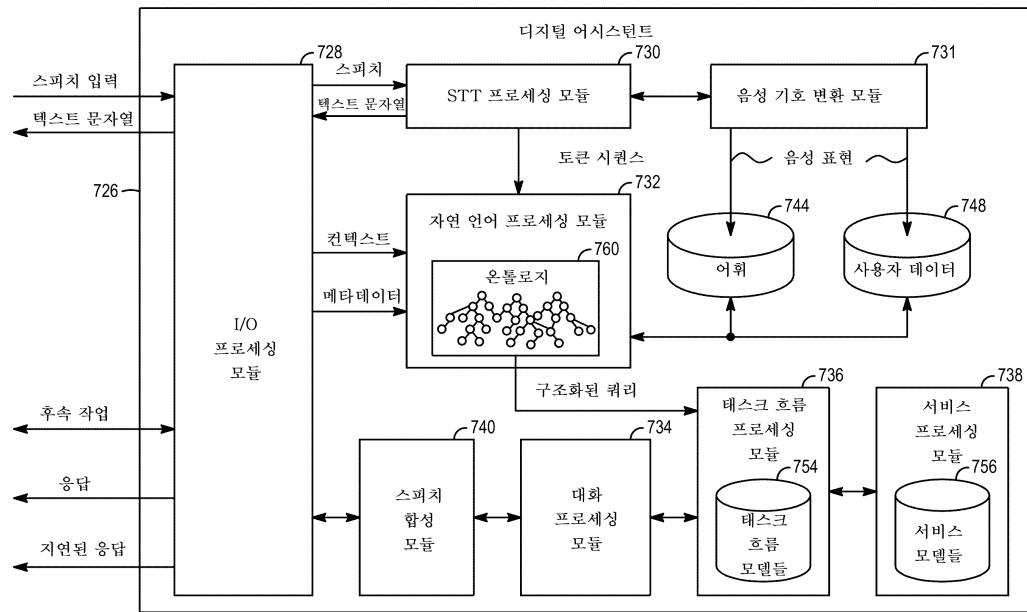 디지털 어시스턴트
728
730
731
스피치 입력
스피치
STT 프로세싱 모듈
음성 기호 변환 모듈
텍스트 문자열
텍스트 문자열
토큰 시퀀스
음성 표현
726
732
744
748
자연 언어 프로세싱 모듈
컨텍스트
760
온톨로지
어휘
사용자 데이터
메타데이터
I/O
프로세싱
모듈
구조화된 쿼리
736
738
태스크 흐름
프로세싱
모듈
서비스
프로세싱
모듈
후속 작업
740
734
754
756
스피치
합성
모듈
대화
프로세싱
모듈
태스크
흐름
모델들
서비스
모델들
응답
지연된 응답